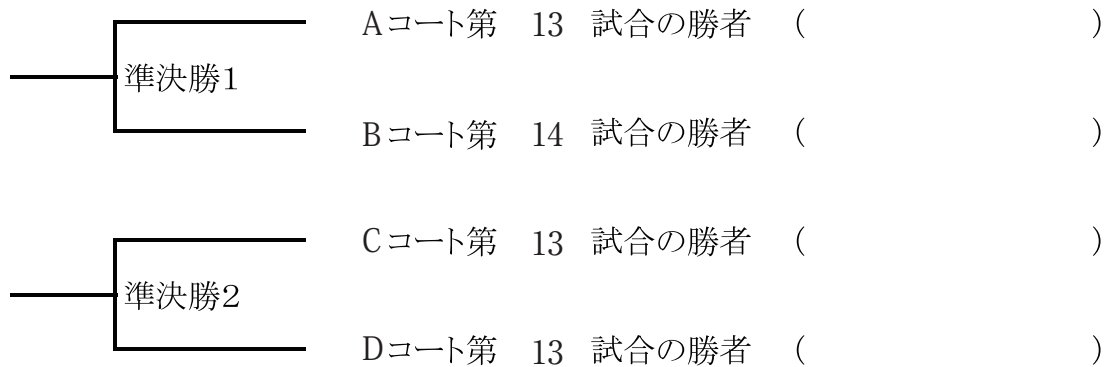 Aコート第 13 試合の勝者 ( )
準決勝1
Bコート第 14 試合の勝者 ( )
Cコート第 13 試合の勝者 ( )
準決勝2
Dコート第 13 試合の勝者 ( )